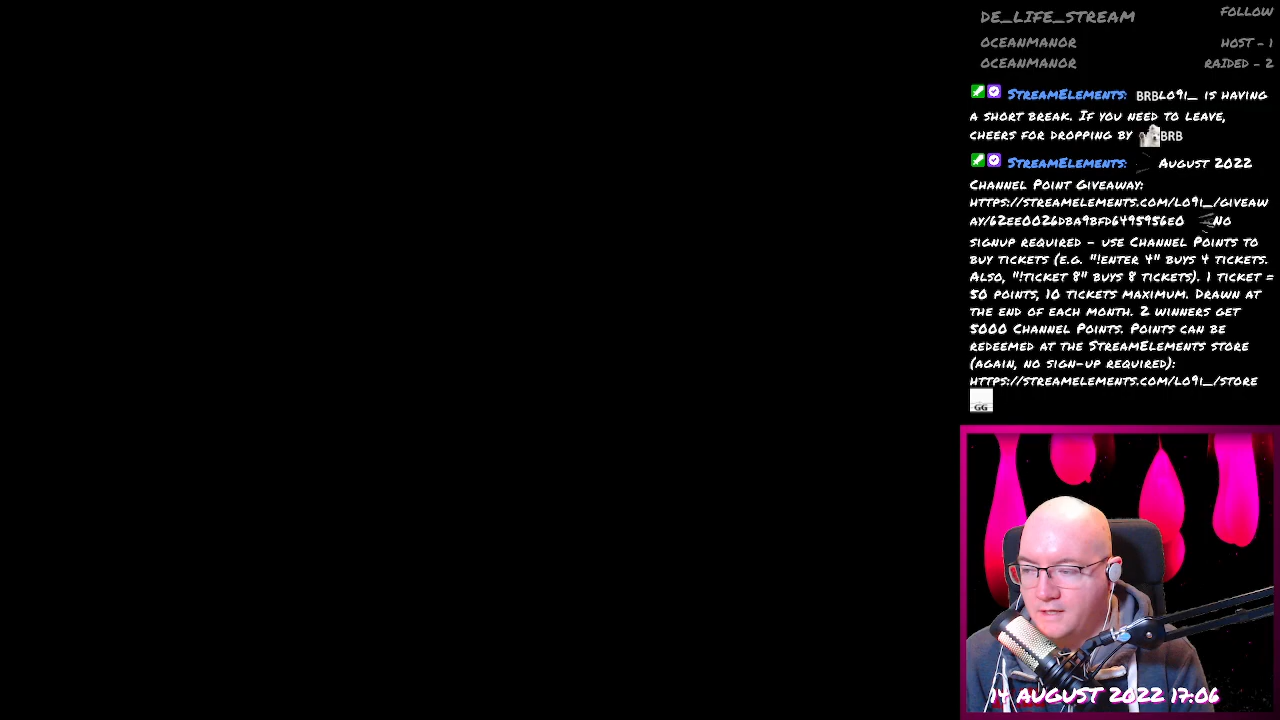 DE_LIFE_STREAM FOLLOW
OCEANMANOR HOST - 1
OCEANMANOR RAIDED - 2
StreamElements: BRB LO91_ IS HAVING
A SHORT BREAK. IF YOU NEED TO LEAVE,
CHEERS FOR DROPPING BY BRB
StreamElements: August 2022
Channel Point Giveaway:
HTTPS://STREAMELEMENTS.COM/LO91_/GIVEAW
AY/62EE0026DBA9BFD6495956E0 NO
SIGNUP REQUIRED - USE CHANNEL POINTS TO
BUY TICKETS (E.G. "!ENTER 4" BUYS 4 TICKETS.
ALSO, "!TICKET 8" BUYS 8 TICKETS). 1 TICKET =
50 POINTS, 10 TICKETS MAXIMUM. DRAWN AT
THE END OF EACH MONTH. 2 WINNERS GET
5000 CHANNEL POINTS. POINTS CAN BE
REDEEMED AT THE STREAMELEMENTS STORE
(AGAIN, NO SIGN-UP REQUIRED):
HTTPS://STREAMELEMENTS.COM/LO91_/STORE
GG
14 AUGUST 2022 17:06